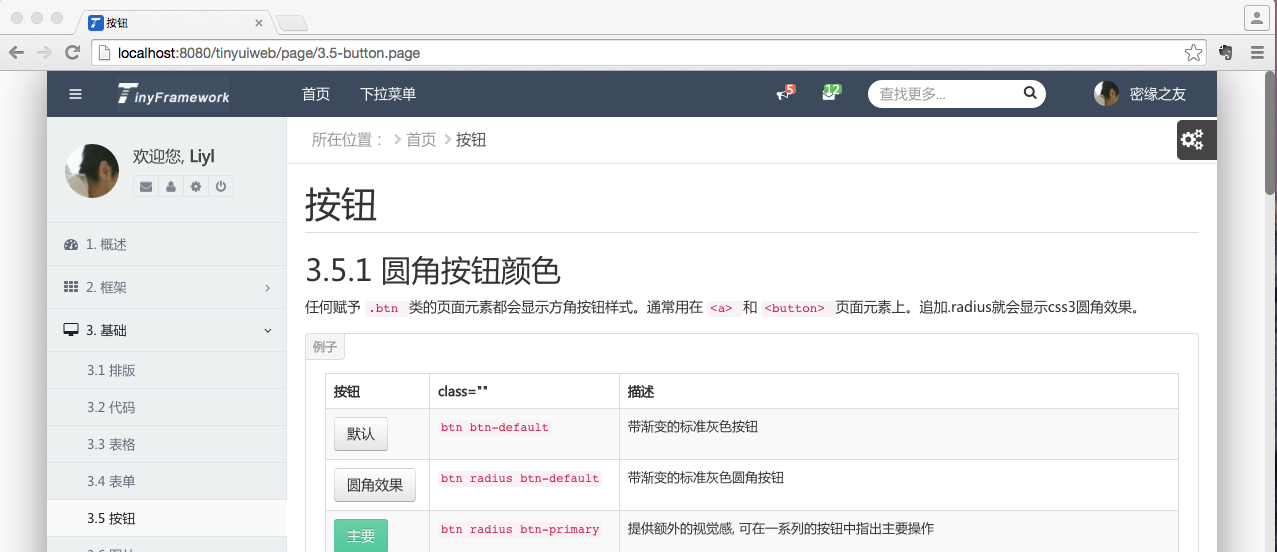 按钮
localhost:8080/tinyuiweb/page/3.5-button.page
TinyFramework 首页 下拉菜单 5 12 查找更多... 密缘之友
欢迎您, Liyl
所在位置： 首页 按钮
按钮
1. 概述
2. 框架
3. 基础
3.1 排版
3.2 代码
3.3 表格
3.4 表单
3.5 按钮
3.5.1 圆角按钮颜色
任何赋予 .btn 类的页面元素都会显示方角按钮样式。通常用在 <a> 和 <button> 页面元素上。追加.radius就会显示css3圆角效果。
例子
按钮 class="" 描述
默认 btn btn-default 带渐变的标准灰色按钮
圆角效果 btn radius btn-default 带渐变的标准灰色圆角按钮
主要 btn radius btn-primary 提供额外的视觉感, 可在一系列的按钮中指出主要操作